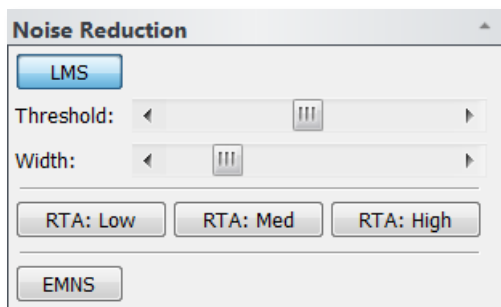 Noise Reduction
LMS
Threshold:
Width:
RTA: Low RTA: Med RTA: High
EMNS